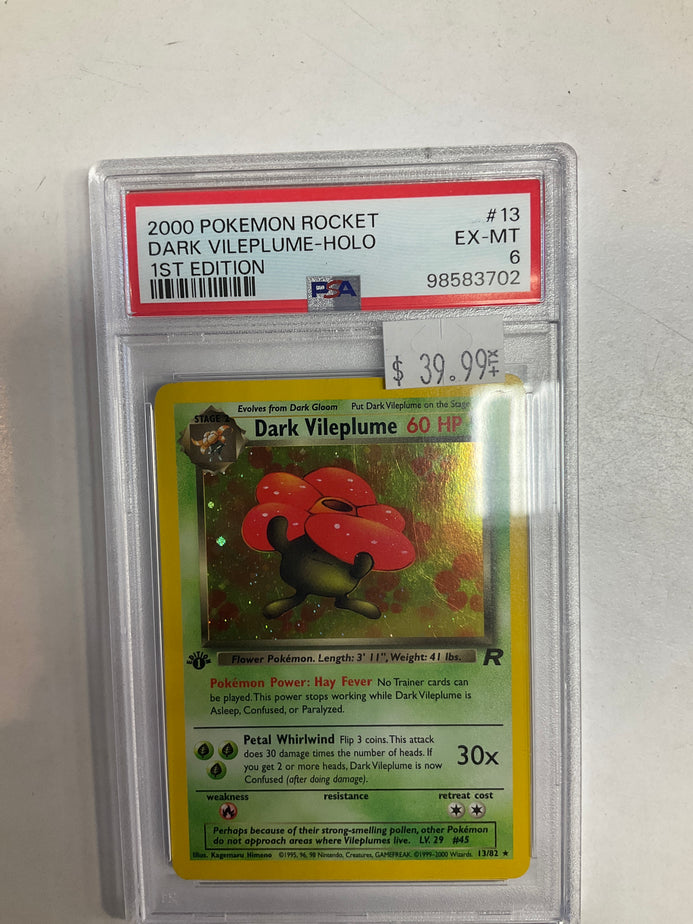 2000 POKEMON ROCKET #13
DARK VILEPLUME-HOLO EX-MT
1ST EDITION 6
PSA 98583702
$ 39.99 +TX
Evolves from Dark Gloom Put Dark Vileplume on the Stage
STAGE 2
Dark Vileplume 60 HP
EDITION
1
Flower Pokémon. Length: 3' 11", Weight: 41 lbs.
R
Pokémon Power: Hay Fever No Trainer cards can
be played. This power stops working while Dark Vileplume is
Asleep, Confused, or Paralyzed.
Petal Whirlwind Flip 3 coins. This attack
does 30 damage times the number of heads. If
you get 2 or more heads, Dark Vileplume is now
Confused (after doing damage).
30x
weakness resistance retreat cost
Perhaps because of their strong-smelling pollen, other Pokémon
do not approach areas where Vileplumes live. LV. 29 #45
Illus. Kagemaru Himeno ©1995, 96, 98 Nintendo, Creatures, GAMEFREAK. ©1999-2000 Wizards. 13/82 ★